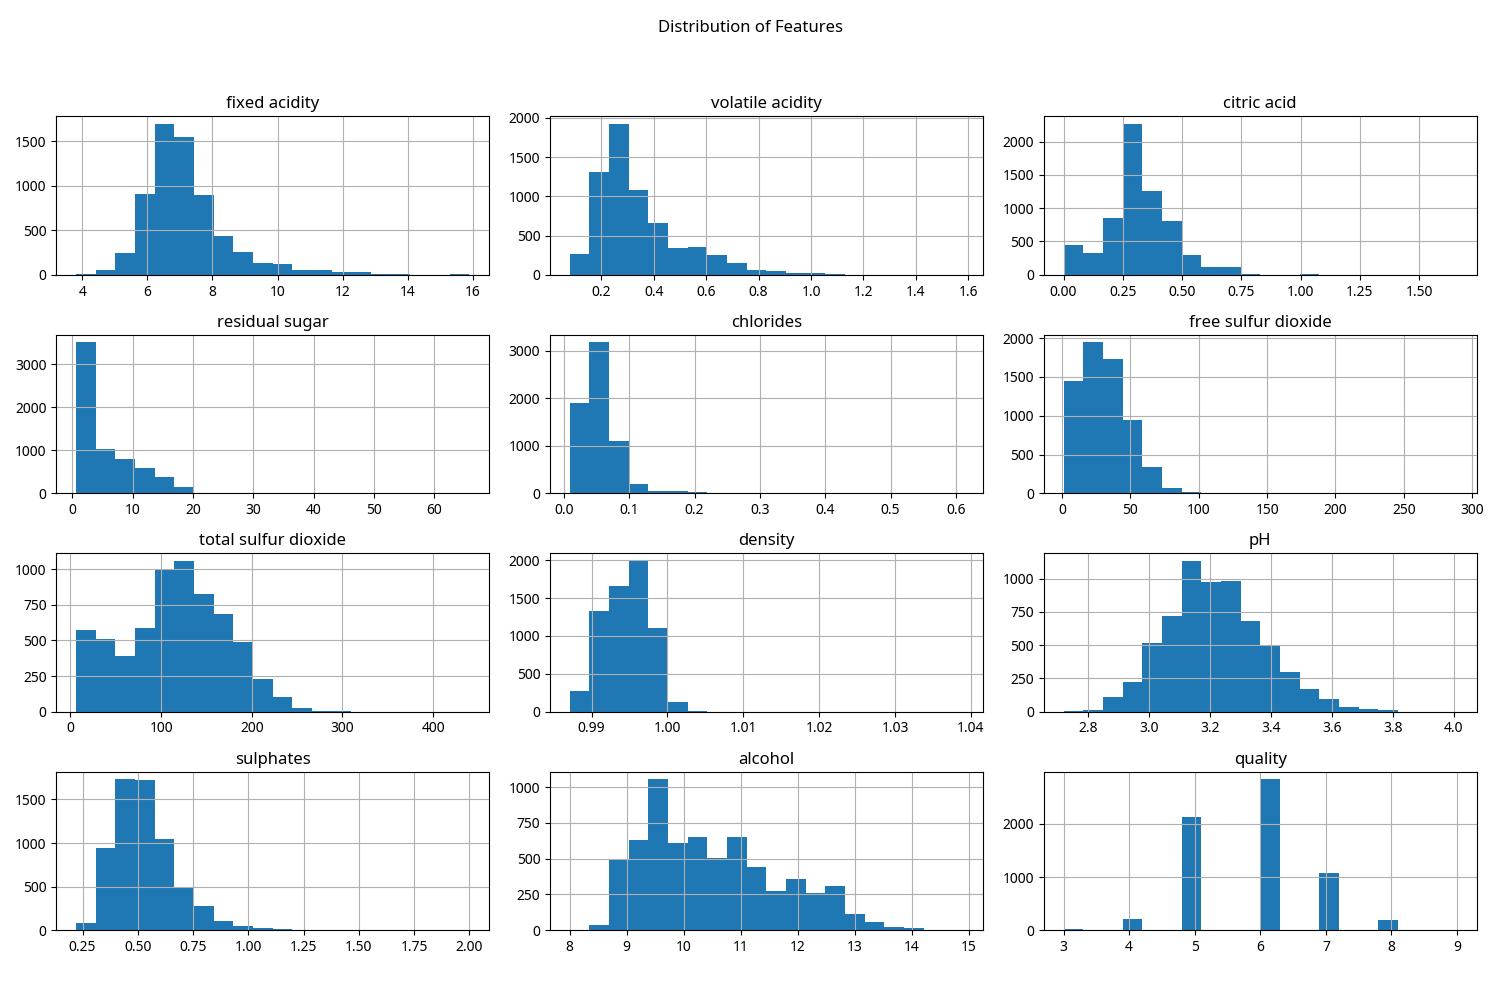 Distribution of Features
fixed acidity
volatile acidity
citric acid
1500
1000
500
0
4 6 8 10 12 14 16
2000
1500
1000
500
0
0.2 0.4 0.6 0.8 1.0 1.2 1.4 1.6
2000
1500
1000
500
0
0.00 0.25 0.50 0.75 1.00 1.25 1.50
residual sugar
chlorides
free sulfur dioxide
3000
2000
1000
0
0 10 20 30 40 50 60
3000
2000
1000
0
0.0 0.1 0.2 0.3 0.4 0.5 0.6
2000
1500
1000
500
0
0 50 100 150 200 250 300
total sulfur dioxide
density
pH
1000
750
500
250
0
0 100 200 300 400
2000
1500
1000
500
0
0.99 1.00 1.01 1.02 1.03 1.04
1000
750
500
250
0
2.8 3.0 3.2 3.4 3.6 3.8 4.0
sulphates
alcohol
quality
1500
1000
500
0
0.25 0.50 0.75 1.00 1.25 1.50 1.75 2.00
1000
750
500
250
0
8 9 10 11 12 13 14 15
2000
1000
0
3 4 5 6 7 8 9